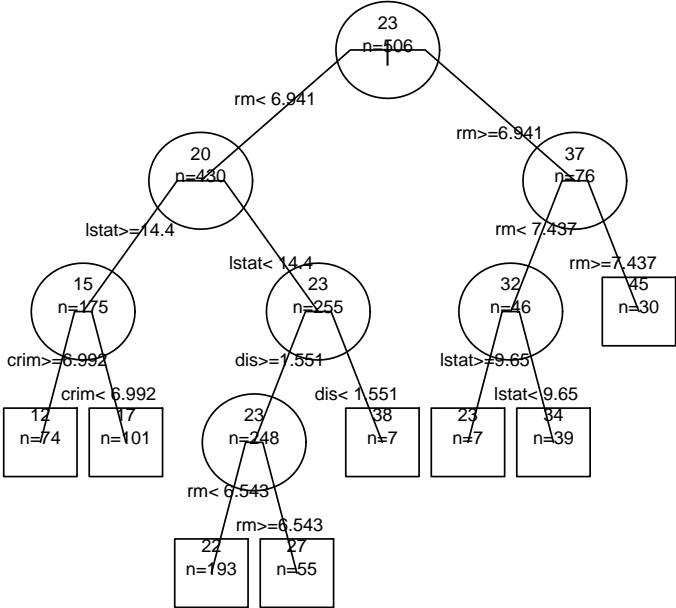 23
n=506
rm< 6.941
rm>=6.941
20
n=430
37
n=76
lstat>=14.4
lstat< 14.4
rm< 7.437
rm>=7.437
15
n=175
23
n=255
32
n=46
45
n=30
crim>=6.992
crim< 6.992
dis>=1.551
dis< 1.551
lstat>=9.65
lstat< 9.65
12
n=74
17
n=101
23
n=248
38
n=7
23
n=7
34
n=39
rm< 6.543
rm>=6.543
22
n=193
27
n=55